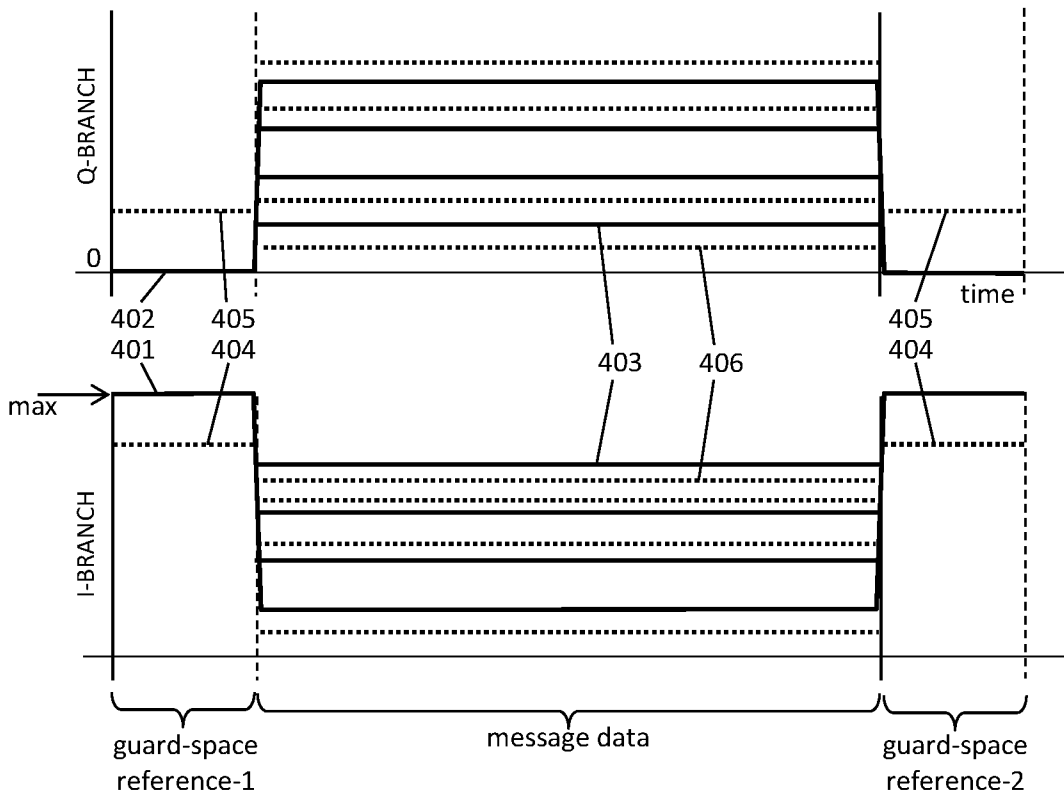 Q-BRANCH
0
time
402 405
401 404
403
406
405
404
max
I-BRANCH
guard-space
reference-1
message data
guard-space
reference-2